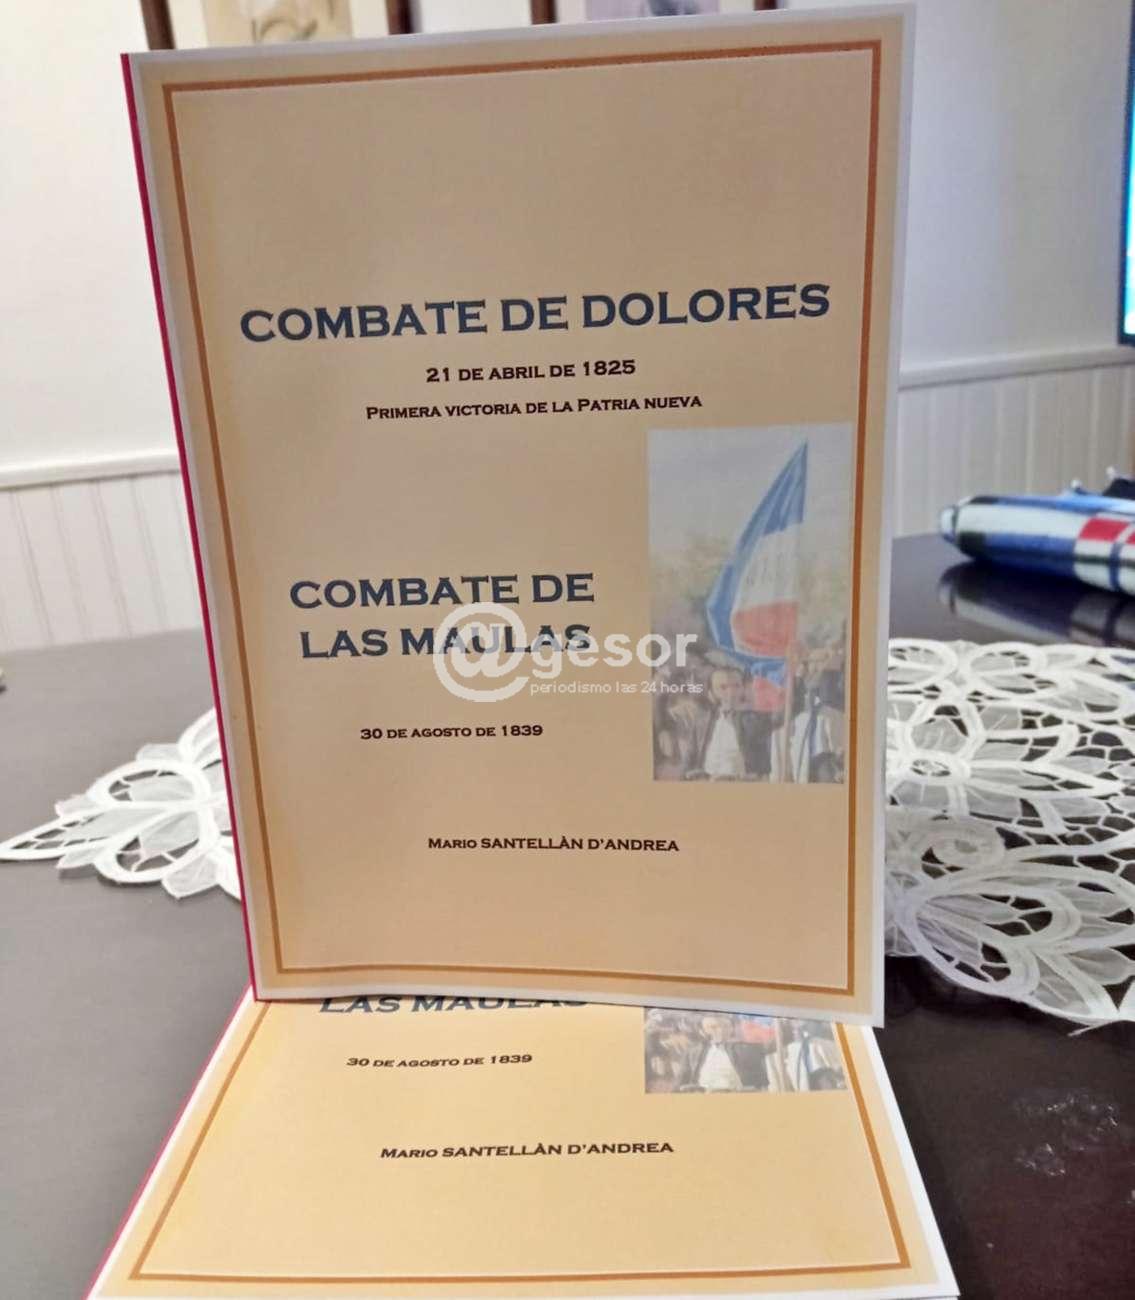 COMBATE DE DOLORES
21 DE ABRIL DE 1825
PRIMERA VICTORIA DE LA PATRIA NUEVA
COMBATE DE
LAS MAULAS
@gesor
periodismo las 24 horas
30 DE AGOSTO DE 1839
MARIO SANTELLÀN D'ANDREA
LAS MAULAS
30 DE AGOSTO DE 1839
MARIO SANTELLÀN D'ANDREA